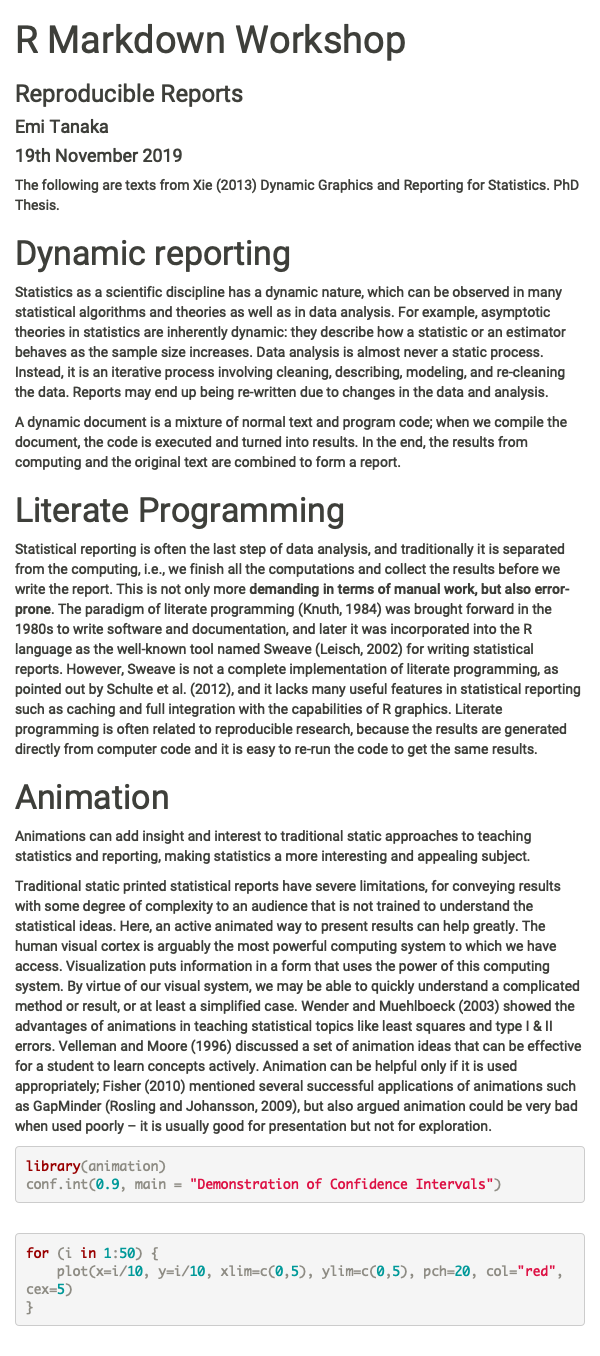 R Markdown Workshop
Reproducible Reports
Emi Tanaka
19th November 2019
The following are texts from Xie (2013) Dynamic Graphics and Reporting for Statistics. PhD
Thesis.
Dynamic reporting
Statistics as a scientific discipline has a dynamic nature, which can be observed in many
statistical algorithms and theories as well as in data analysis. For example, asymptotic
theories in statistics are inherently dynamic: they describe how a statistic or an estimator
behaves as the sample size increases. Data analysis is almost never a static process.
Instead, it is an iterative process involving cleaning, describing, modeling, and re-cleaning
the data. Reports may end up being re-written due to changes in the data and analysis.
A dynamic document is a mixture of normal text and program code; when we compile the
document, the code is executed and turned into results. In the end, the results from
computing and the original text are combined to form a report.
Literate Programming
Statistical reporting is often the last step of data analysis, and traditionally it is separated
from the computing, i.e., we finish all the computations and collect the results before we
write the report. This is not only more demanding in terms of manual work, but also error-
prone. The paradigm of literate programming (Knuth, 1984) was brought forward in the
1980s to write software and documentation, and later it was incorporated into the R
language as the well-known tool named Sweave (Leisch, 2002) for writing statistical
reports. However, Sweave is not a complete implementation of literate programming, as
pointed out by Schulte et al. (2012), and it lacks many useful features in statistical reporting
such as caching and full integration with the capabilities of R graphics. Literate
programming is often related to reproducible research, because the results are generated
directly from computer code and it is easy to re-run the code to get the same results.
Animation
Animations can add insight and interest to traditional static approaches to teaching
statistics and reporting, making statistics a more interesting and appealing subject.
Traditional static printed statistical reports have severe limitations, for conveying results
with some degree of complexity to an audience that is not trained to understand the
statistical ideas. Here, an active animated way to present results can help greatly. The
human visual cortex is arguably the most powerful computing system to which we have
access. Visualization puts information in a form that uses the power of this computing
system. By virtue of our visual system, we may be able to quickly understand a complicated
method or result, or at least a simplified case. Wender and Muehlboeck (2003) showed the
advantages of animations in teaching statistical topics like least squares and type I & II
errors. Velleman and Moore (1996) discussed a set of animation ideas that can be effective
for a student to learn concepts actively. Animation can be helpful only if it is used
appropriately; Fisher (2010) mentioned several successful applications of animations such
as GapMinder (Rosling and Johansson, 2009), but also argued animation could be very bad
when used poorly – it is usually good for presentation but not for exploration.
library(animation)
conf.int(0.9, main = "Demonstration of Confidence Intervals")
for (i in 1:50) {
    plot(x=i/10, y=i/10, xlim=c(0,5), ylim=c(0,5), pch=20, col="red",
cex=5)
}